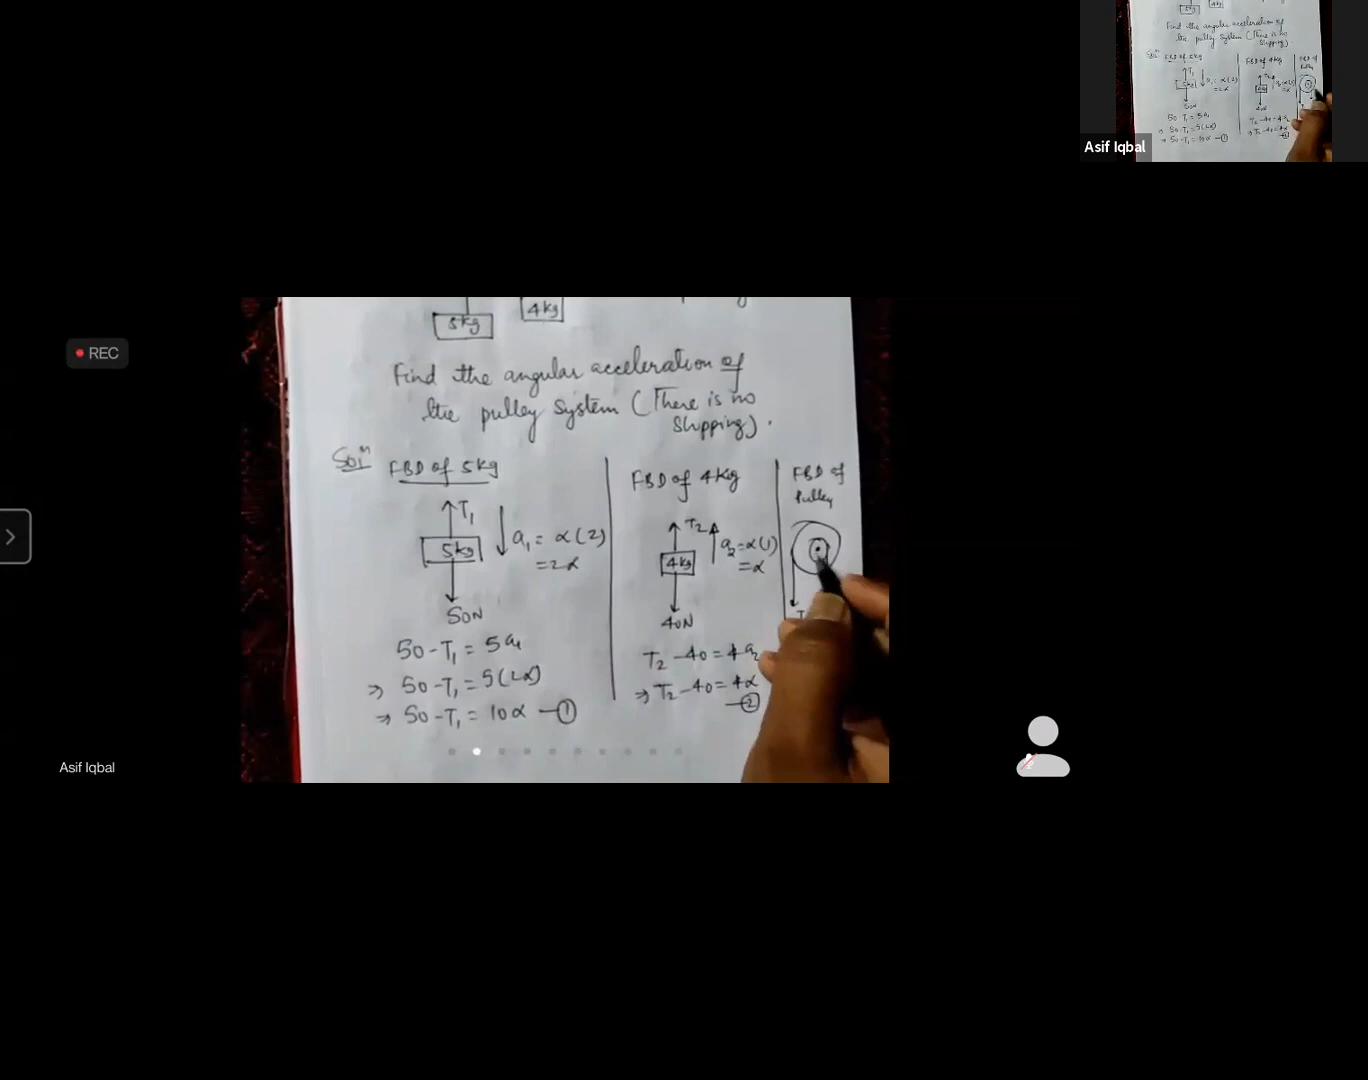 Asif Iqbal
REC
5kg
4kg
Find the angular acceleration of
the pulley system (There is no
slipping).
Solⁿ
FBD of 5kg
T₁
5kg
a₁ = α(2)
=2α
50N
50-T₁ = 5a₁
⇒ 50-T₁ = 5(2α)
⇒ 50-T₁ = 10α —①
FBD of 4kg
T₂
4kg
a₂=α(1)
=α
40N
T₂-40=4a₂
⇒ T₂-40=4α
—②
FBD of
Pulley
T
Asif Iqbal